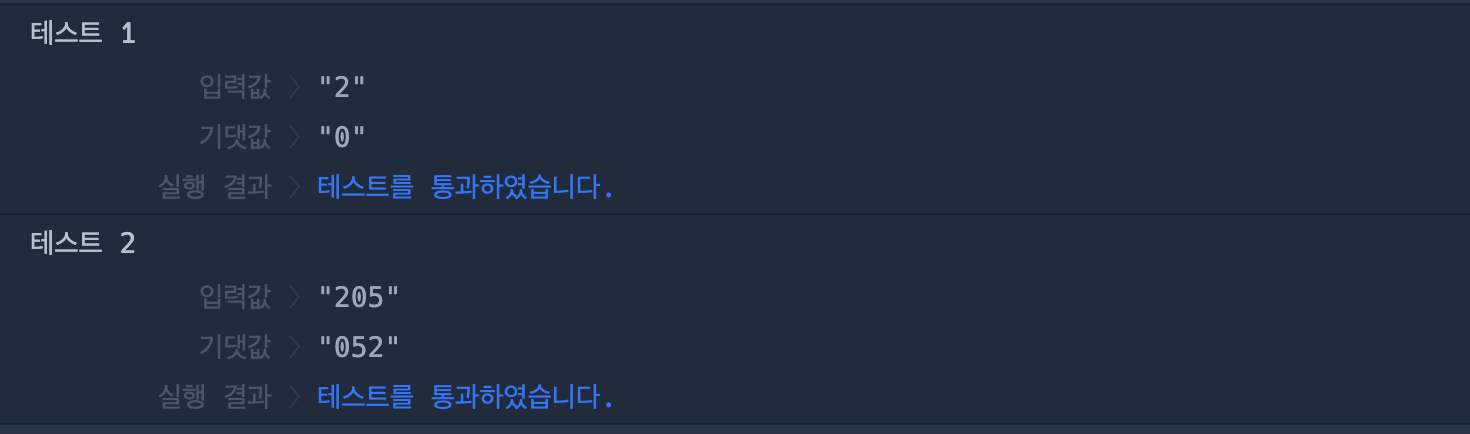 테스트 1
입력값 〉 "2"
기댓값 〉 "0"
실행 결과 〉 테스트를 통과하였습니다.
테스트 2
입력값 〉 "205"
기댓값 〉 "052"
실행 결과 〉 테스트를 통과하였습니다.